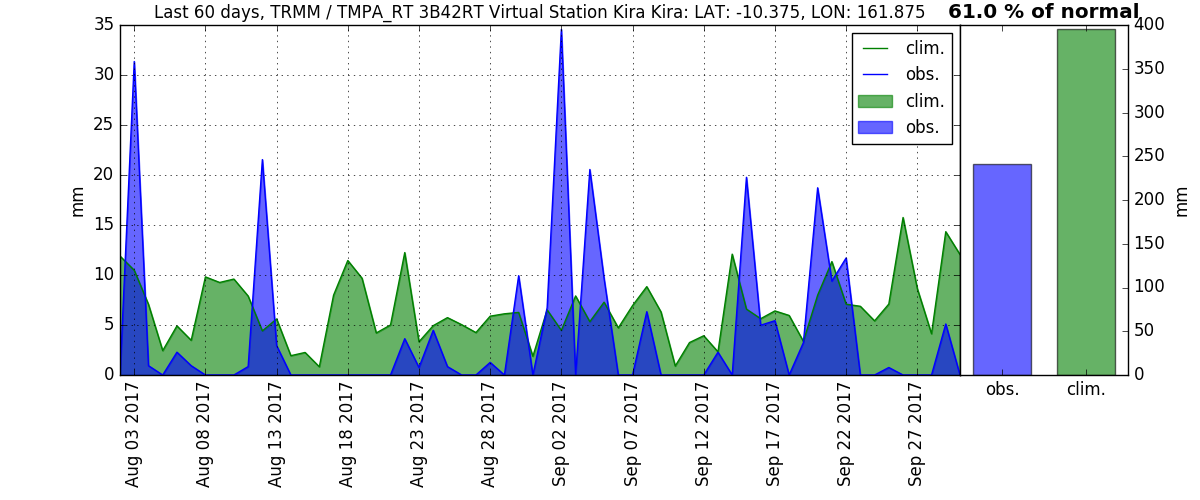 Last 60 days, TRMM / TMPA_RT 3B42RT Virtual Station Kira Kira: LAT: -10.375, LON: 161.875
61.0 % of normal
35
30
25
20
15
10
5
0
mm
clim.
obs.
clim.
obs.
400
350
300
250
200
150
100
50
0
mm
Aug 03 2017
Aug 08 2017
Aug 13 2017
Aug 18 2017
Aug 23 2017
Aug 28 2017
Sep 02 2017
Sep 07 2017
Sep 12 2017
Sep 17 2017
Sep 22 2017
Sep 27 2017
obs.
clim.